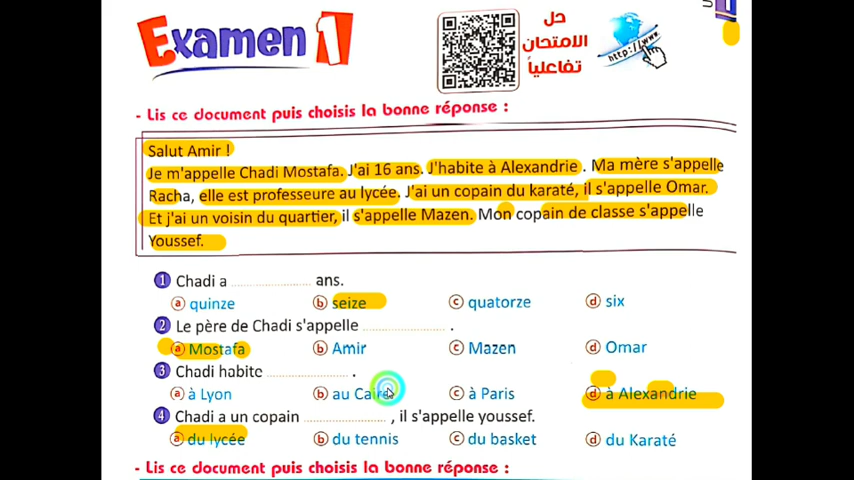 Examen 1
حل
الامتحان
تفاعلياً
http://www
- Lis ce document puis choisis la bonne réponse :
Salut Amir !
Je m'appelle Chadi Mostafa. J'ai 16 ans. J'habite à Alexandrie . Ma mère s'appelle
Racha, elle est professeure au lycée. J'ai un copain du karaté, il s'appelle Omar.
Et j'ai un voisin du quartier, il s'appelle Mazen. Mon copain de classe s'appelle
Youssef.
1 Chadi a .................... ans.
a quinze b seize c quatorze d six
2 Le père de Chadi s'appelle .................... .
a Mostafa b Amir c Mazen d Omar
3 Chadi habite .................... .
a à Lyon b au Caire c à Paris d à Alexandrie
4 Chadi a un copain .................... , il s'appelle youssef.
a du lycée b du tennis c du basket d du Karaté
- Lis ce document puis choisis la bonne réponse :